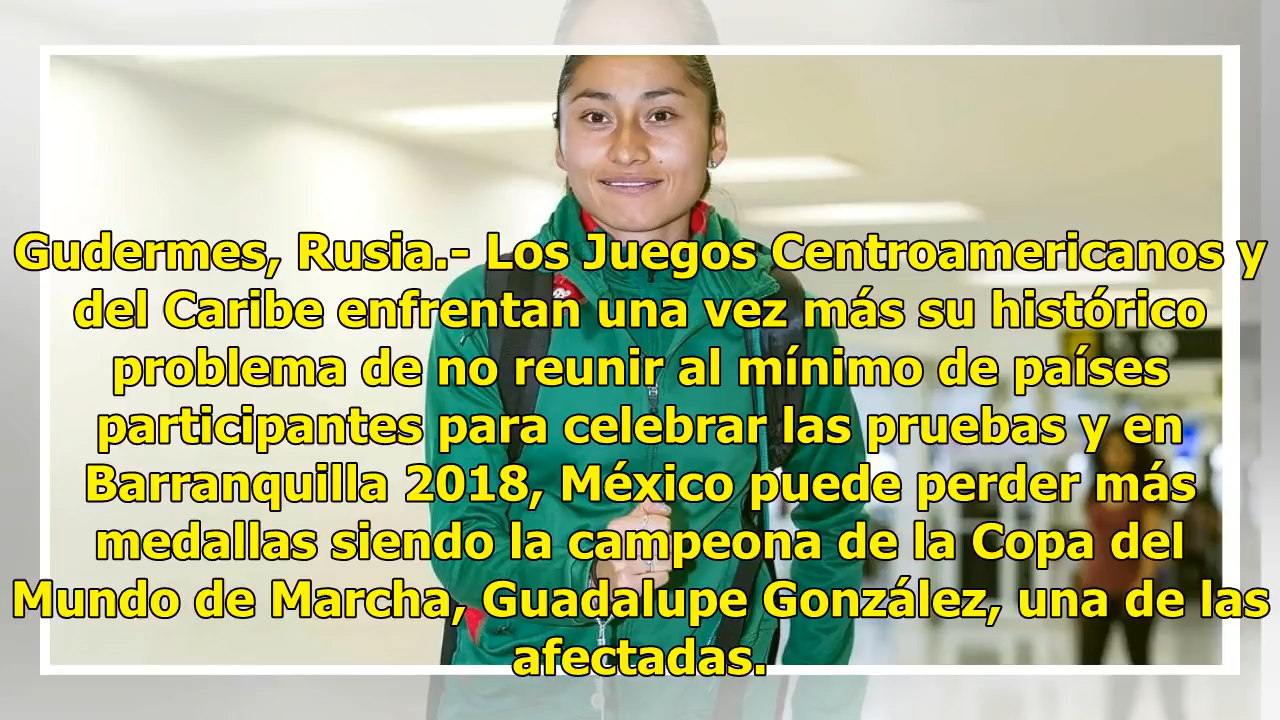 Gudermes, Rusia.- Los Juegos Centroamericanos y
del Caribe enfrentan una vez más su histórico
problema de no reunir al mínimo de países
participantes para celebrar las pruebas y en
Barranquilla 2018, México puede perder más
medallas siendo la campeona de la Copa del
Mundo de Marcha, Guadalupe González, una de las
afectadas.